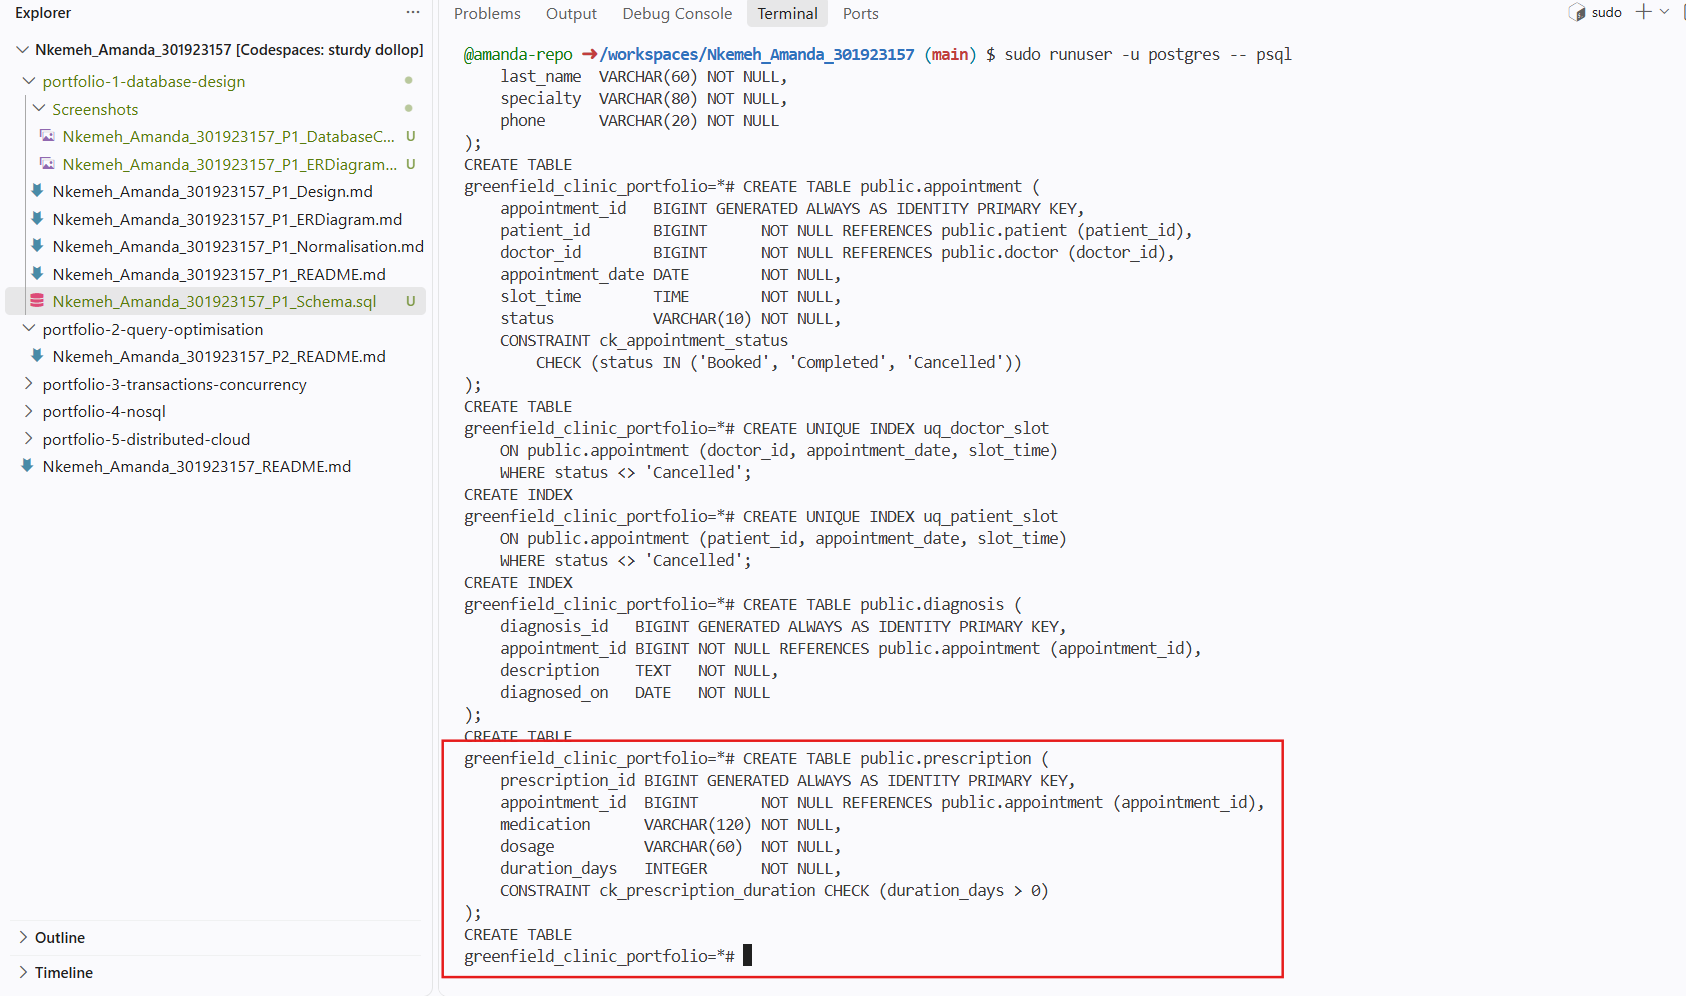 Explorer
···
Nkemeh_Amanda_301923157 [Codespaces: sturdy dollop]
portfolio-1-database-design
Screenshots
Nkemeh_Amanda_301923157_P1_DatabaseC... U
Nkemeh_Amanda_301923157_P1_ERDiagram... U
Nkemeh_Amanda_301923157_P1_Design.md
Nkemeh_Amanda_301923157_P1_ERDiagram.md
Nkemeh_Amanda_301923157_P1_Normalisation.md
Nkemeh_Amanda_301923157_P1_README.md
Nkemeh_Amanda_301923157_P1_Schema.sql U
portfolio-2-query-optimisation
Nkemeh_Amanda_301923157_P2_README.md
portfolio-3-transactions-concurrency
portfolio-4-nosql
portfolio-5-distributed-cloud
Nkemeh_Amanda_301923157_README.md
Outline
Timeline
Problems Output Debug Console Terminal Ports
sudo
@amanda-repo ➜/workspaces/Nkemeh_Amanda_301923157 (main) $ sudo runuser -u postgres -- psql
    last_name  VARCHAR(60) NOT NULL,
    specialty  VARCHAR(80) NOT NULL,
    phone      VARCHAR(20) NOT NULL
);
CREATE TABLE
greenfield_clinic_portfolio=*# CREATE TABLE public.appointment (
    appointment_id   BIGINT GENERATED ALWAYS AS IDENTITY PRIMARY KEY,
    patient_id       BIGINT      NOT NULL REFERENCES public.patient (patient_id),
    doctor_id        BIGINT      NOT NULL REFERENCES public.doctor (doctor_id),
    appointment_date DATE        NOT NULL,
    slot_time        TIME        NOT NULL,
    status           VARCHAR(10) NOT NULL,
    CONSTRAINT ck_appointment_status
        CHECK (status IN ('Booked', 'Completed', 'Cancelled'))
);
CREATE TABLE
greenfield_clinic_portfolio=*# CREATE UNIQUE INDEX uq_doctor_slot
    ON public.appointment (doctor_id, appointment_date, slot_time)
    WHERE status <> 'Cancelled';
CREATE INDEX
greenfield_clinic_portfolio=*# CREATE UNIQUE INDEX uq_patient_slot
    ON public.appointment (patient_id, appointment_date, slot_time)
    WHERE status <> 'Cancelled';
CREATE INDEX
greenfield_clinic_portfolio=*# CREATE TABLE public.diagnosis (
    diagnosis_id   BIGINT GENERATED ALWAYS AS IDENTITY PRIMARY KEY,
    appointment_id BIGINT NOT NULL REFERENCES public.appointment (appointment_id),
    description    TEXT   NOT NULL,
    diagnosed_on   DATE   NOT NULL
);
CREATE TABLE
greenfield_clinic_portfolio=*# CREATE TABLE public.prescription (
    prescription_id BIGINT GENERATED ALWAYS AS IDENTITY PRIMARY KEY,
    appointment_id  BIGINT       NOT NULL REFERENCES public.appointment (appointment_id),
    medication      VARCHAR(120) NOT NULL,
    dosage          VARCHAR(60)  NOT NULL,
    duration_days   INTEGER      NOT NULL,
    CONSTRAINT ck_prescription_duration CHECK (duration_days > 0)
);
CREATE TABLE
greenfield_clinic_portfolio=*#